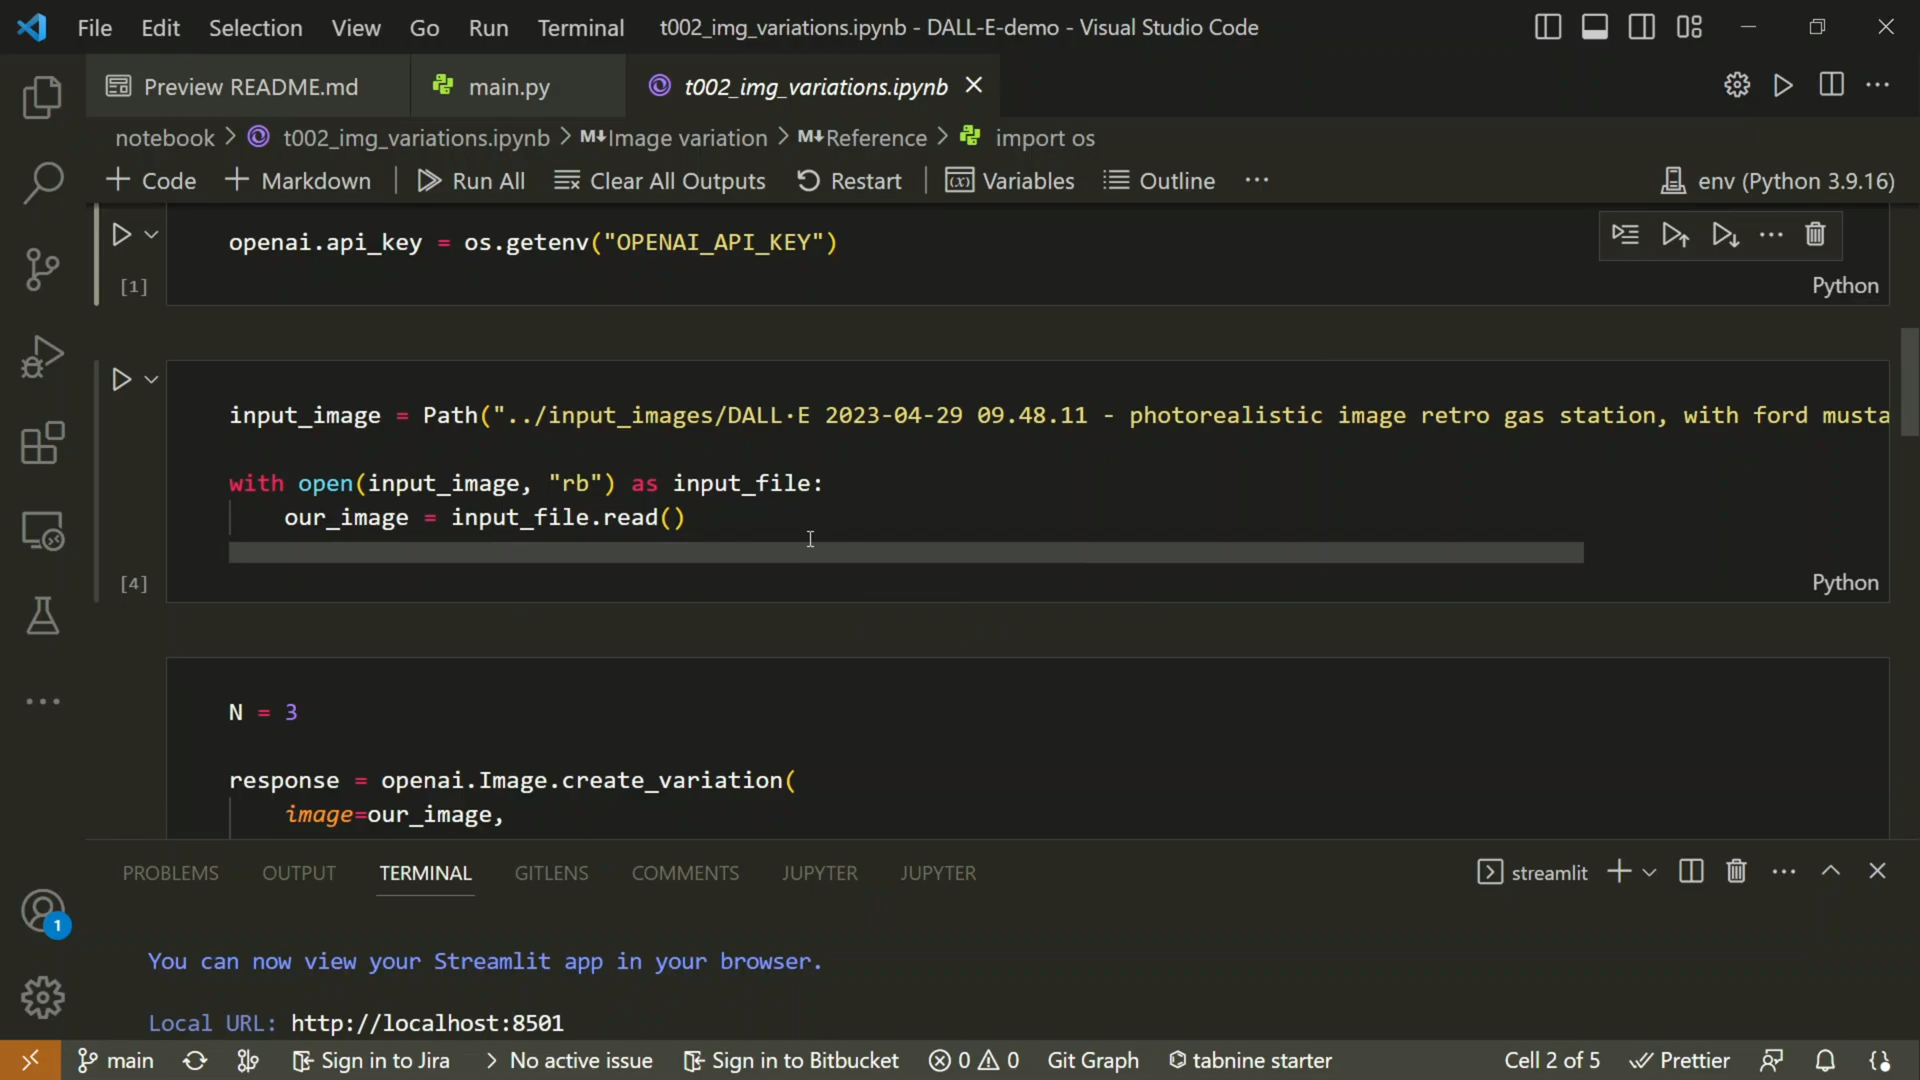 File Edit Selection View Go Run Terminal t002_img_variations.ipynb - DALL-E-demo - Visual Studio Code
Preview README.md main.py t002_img_variations.ipynb
notebook > t002_img_variations.ipynb > M↓Image variation > M↓Reference > import os
Code Markdown Run All Clear All Outputs Restart Variables Outline ··· env (Python 3.9.16)
openai.api_key = os.getenv("OPENAI_API_KEY")
[1] Python
input_image = Path("../input_images/DALL·E 2023-04-29 09.48.11 - photorealistic image retro gas station, with ford musta
with open(input_image, "rb") as input_file:
our_image = input_file.read()
[4] Python
N = 3
response = openai.Image.create_variation(
image=our_image,
PROBLEMS OUTPUT TERMINAL GITLENS COMMENTS JUPYTER JUPYTER streamlit
1
You can now view your Streamlit app in your browser.
Local URL: http://localhost:8501
main Sign in to Jira > No active issue Sign in to Bitbucket 0 0 Git Graph tabnine starter Cell 2 of 5 Prettier